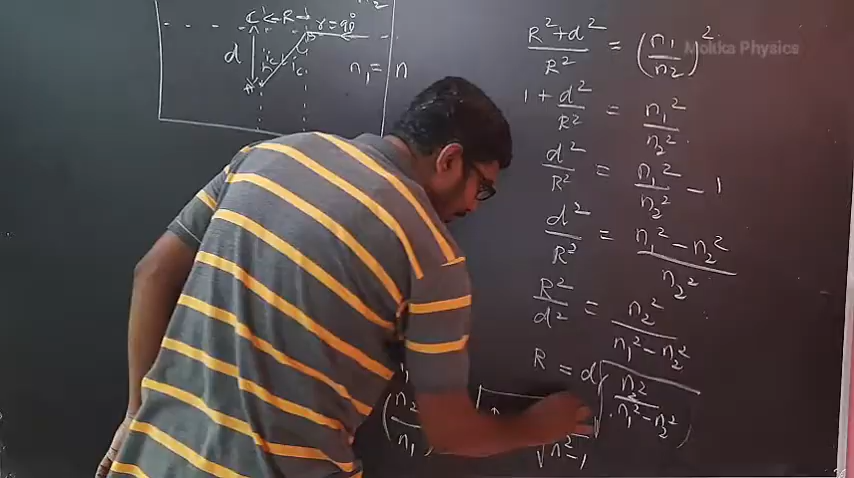 n₂
C ← R →
r = 90°
d
i_c
i_c
A
n₁ = n
R² + d² / R² = (n₁ / n₂)²
Mokka Physics
1 + d² / R² = n₁² / n₂²
d² / R² = n₁² / n₂² - 1
d² / R² = n₁² - n₂² / n₂²
R² / d² = n₂² / n₁² - n₂²
R = d √(n₂² / n₁² - n₂²)
(n₂ / n₁)
√n² - 1